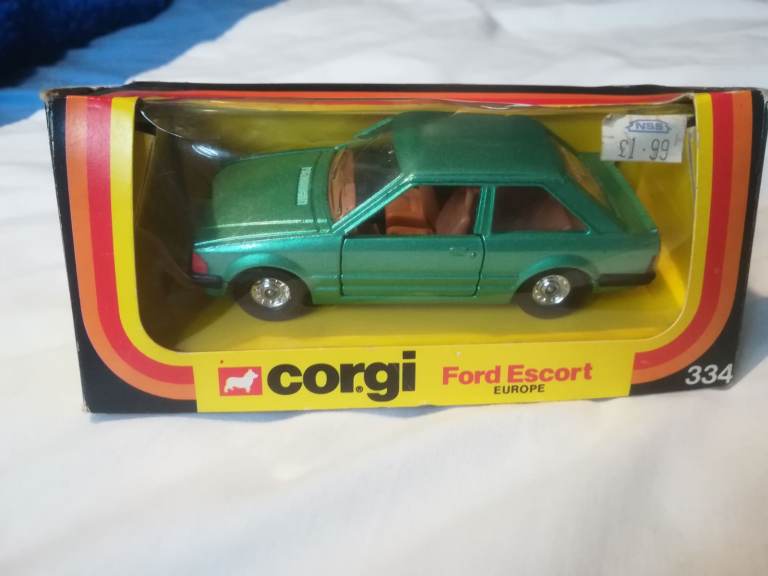 NSS
£1.99
corgi
Ford Escort
EUROPE
334